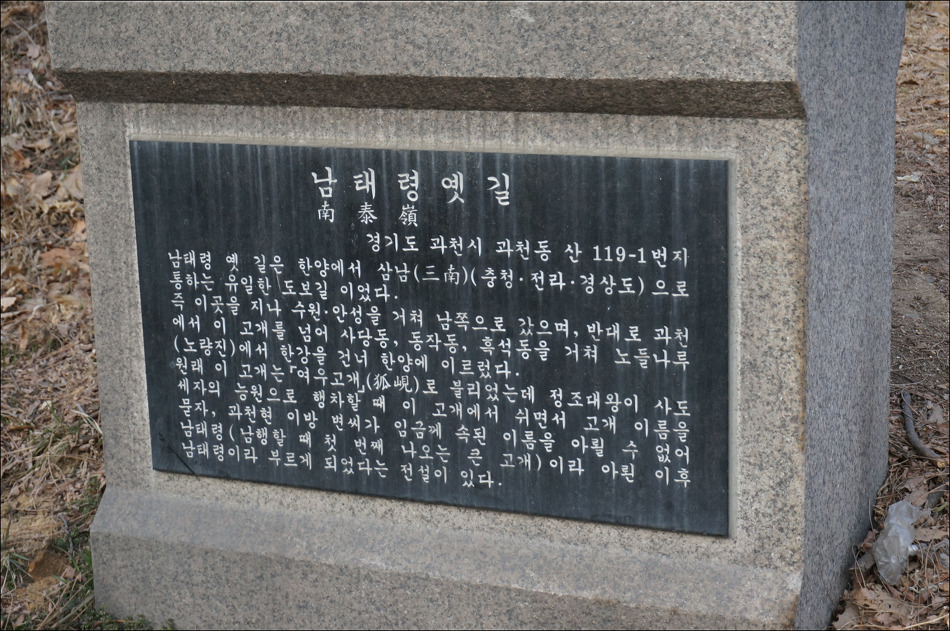 남태령 옛길
南泰嶺
경기도 과천시 과천동 산 119-1번지
남태령 옛 길은 한양에서 삼남(三南)(충청·전라·경상도)으로
통하는 유일한 도보길 이었다.
즉 이곳을 지나 수원·안성을 거쳐 남쪽으로 갔으며, 반대로 과천
에서 이 고개를 넘어 사당동, 동작동, 흑석동을 거쳐 노들나루
(노량진)에서 한강을 건너 한양에 이르렀다.
원래 이 고개는「여우고개」(狐峴)로 불리었는데 정조대왕이 사도
세자의 능원으로 행차할 때 이 고개에서 쉬면서 고개 이름을
묻자, 과천현 이방 변씨가 임금께 속된 이름을 아뢸 수 없어
남태령(남행할 때 첫 번째 나오는 큰 고개)이라 아뢴 이후
남태령이라 부르게 되었다는 전설이 있다.